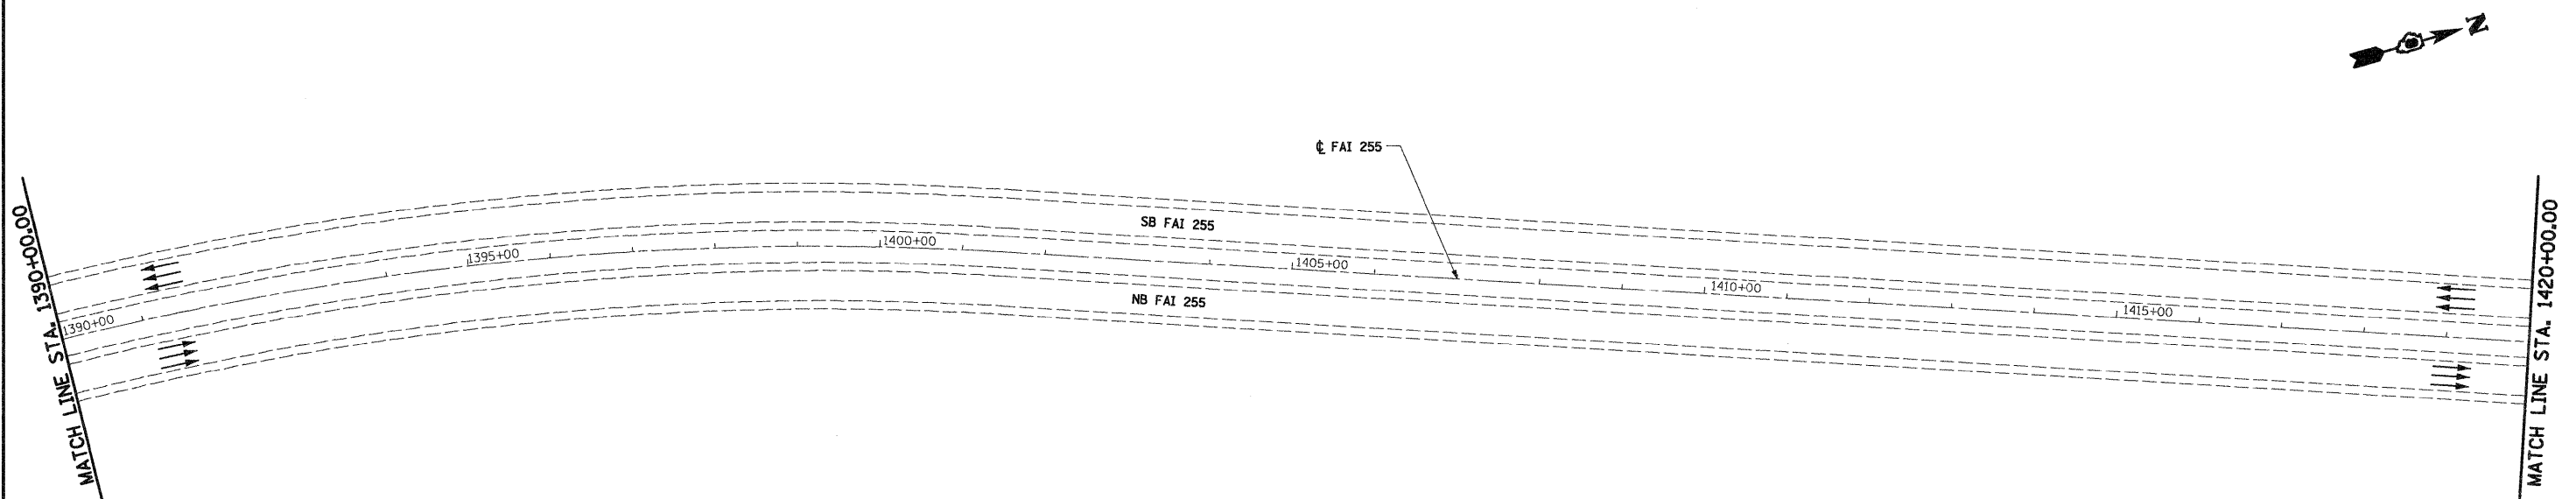 N
℄ FAI 255
MATCH LINE STA. 1390+00.00
1390+00
1395+00
1400+00
SB FAI 255
1405+00
NB FAI 255
1410+00
1415+00
MATCH LINE STA. 1420+00.00